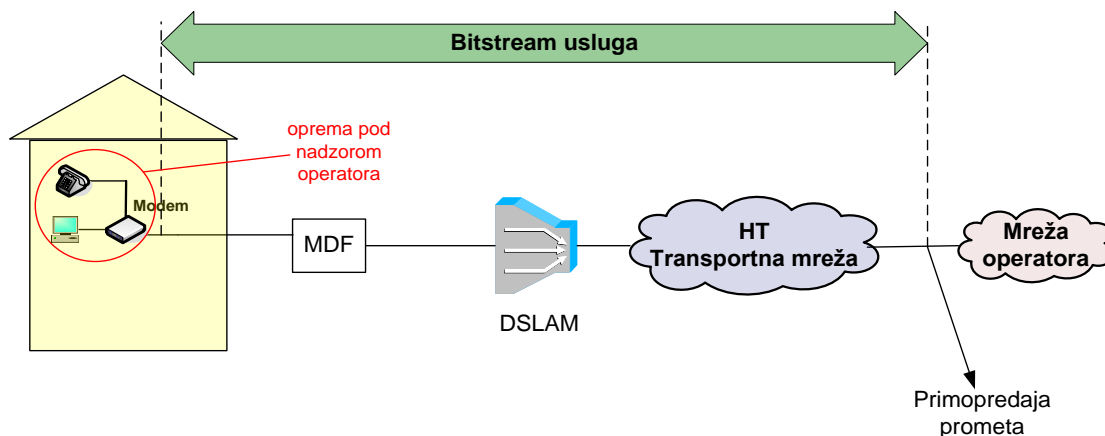 Bitstream usluga
oprema pod
nadzorom
operatora
Modem
MDF
DSLAM
HT
Transportna mreža
Mreža
operatora
Primopredaja
prometa